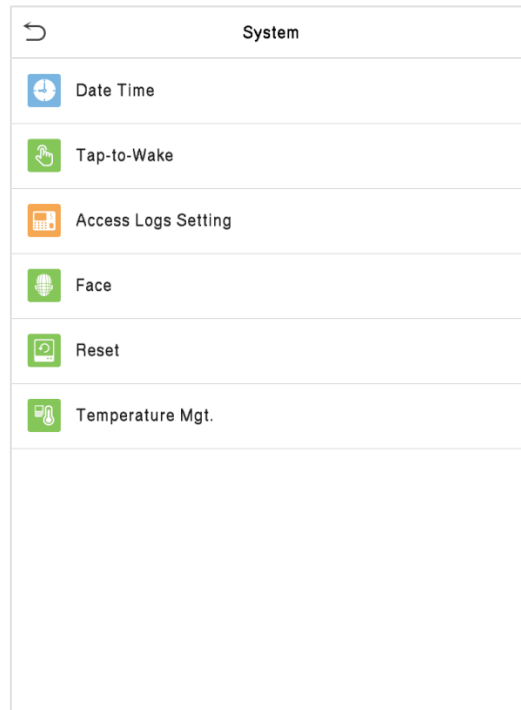 System
Date Time
Tap-to-Wake
Access Logs Setting
Face
Reset
Temperature Mgt.